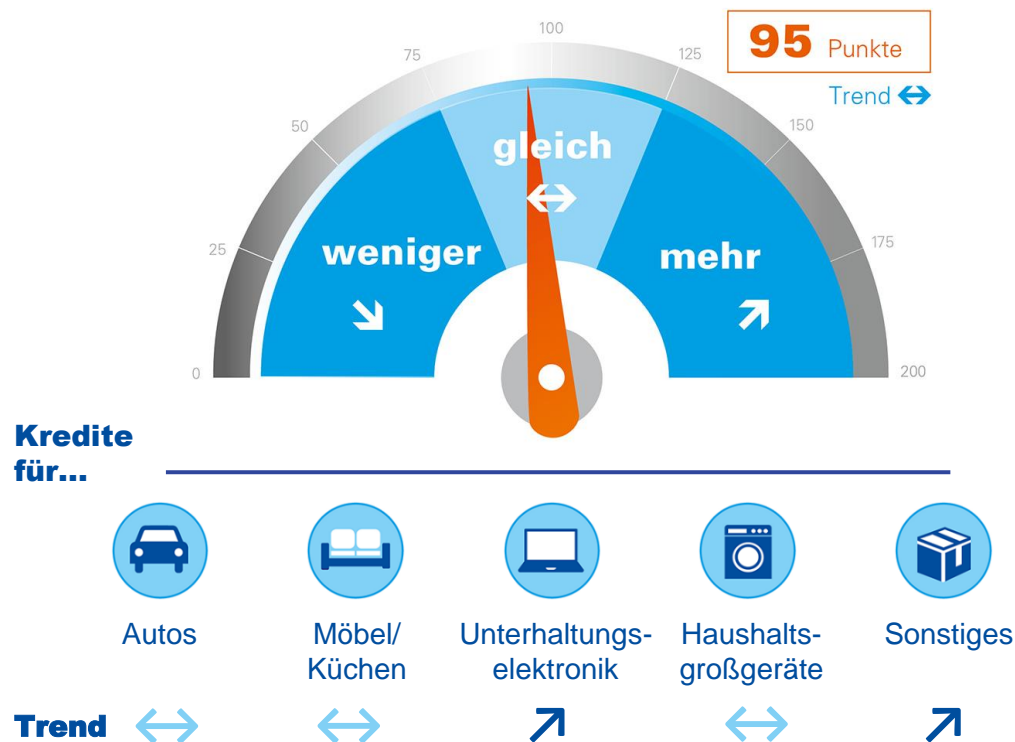 100
95 Punkte
75
125
Trend
50
150
gleich
25
175
weniger
mehr
0
200
Kredite
für...
Autos
Möbel/
Küchen
Unterhaltungs-
elektronik
Haushalts-
großgeräte
Sonstiges
Trend